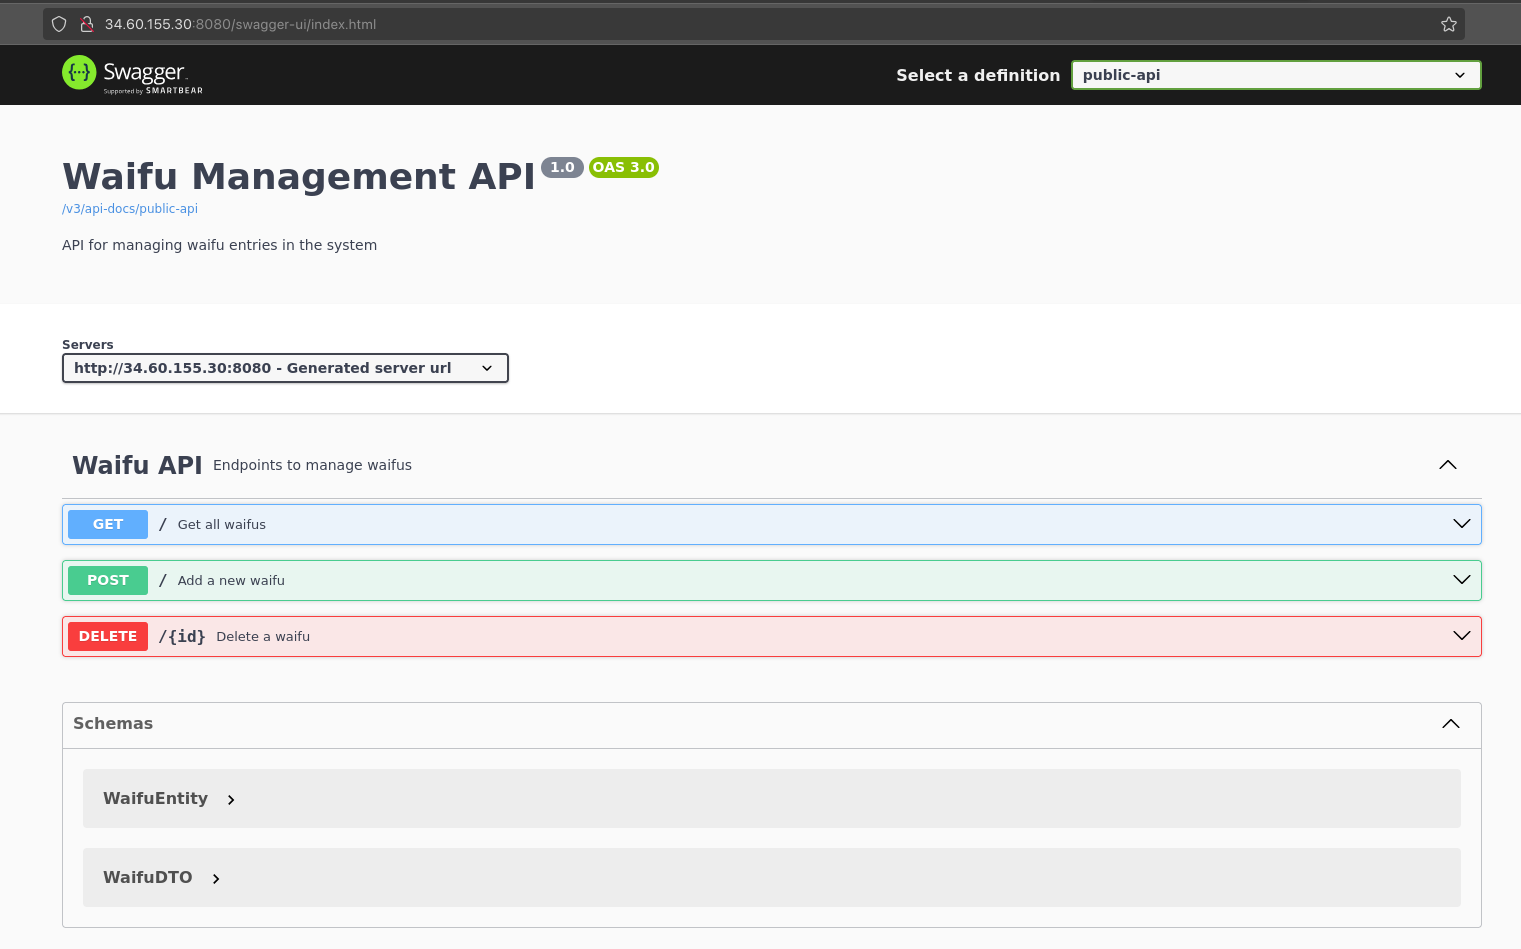 34.60.155.30:8080/swagger-ui/index.html
{···} Swagger
Supported by SMARTBEAR
Select a definition public-api
Waifu Management API 1.0 OAS 3.0
/v3/api-docs/public-api
API for managing waifu entries in the system
Servers
http://34.60.155.30:8080 - Generated server url
Waifu API Endpoints to manage waifus
GET / Get all waifus
POST / Add a new waifu
DELETE /{id} Delete a waifu
Schemas
WaifuEntity
WaifuDTO